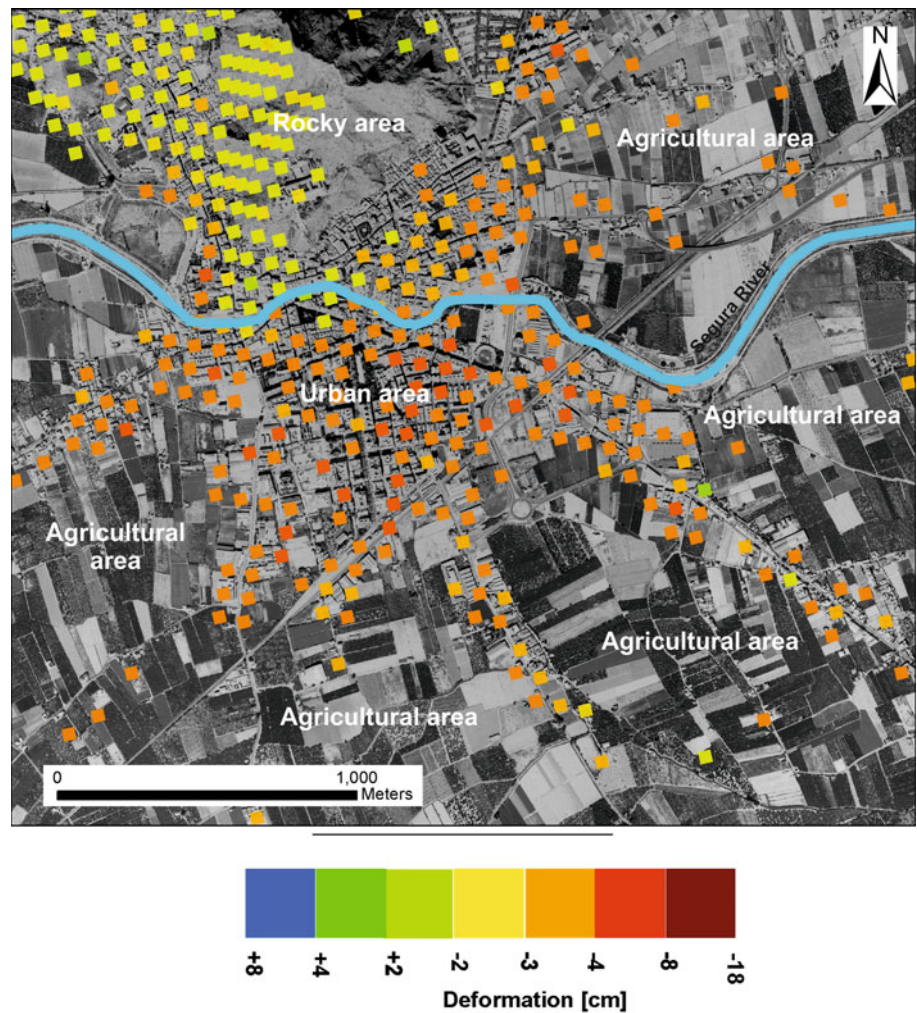 N
Rocky area
Agricultural area
Segura River
Urban area
Agricultural area
Agricultural
area
Agricultural area
Agricultural area
0 1,000
Meters
+8 +4 +2 -2 -3 -4 -8 -18
Deformation [cm]